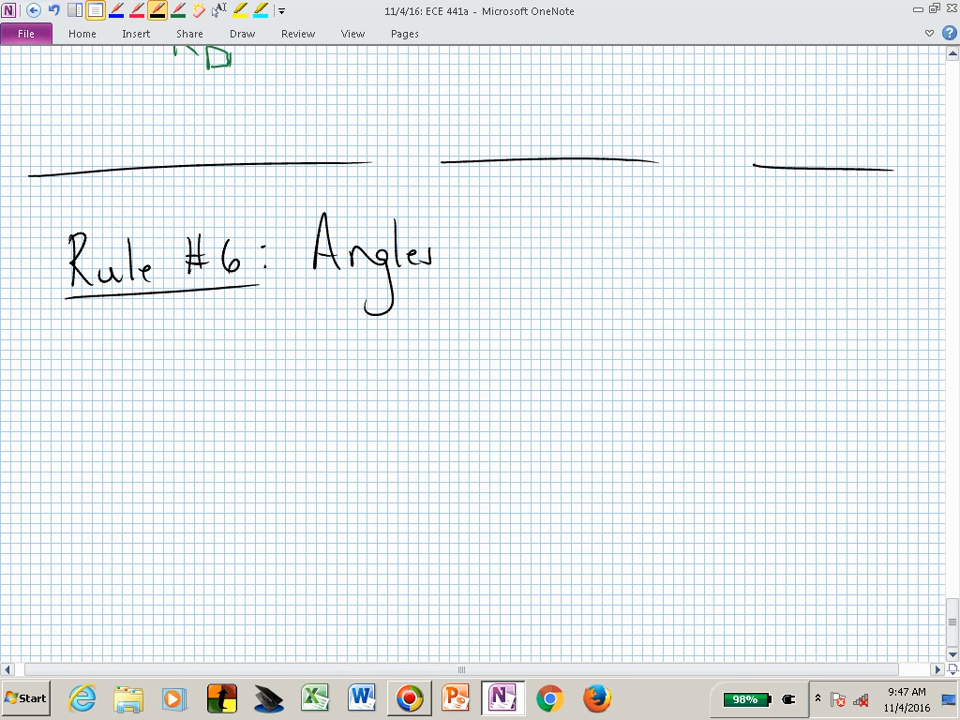 11/4/16: ECE 441a - Microsoft OneNote
File Home Insert Share Draw Review View Pages
D
Rule #6: Angles
Start
98%
9:47 AM
11/4/2016